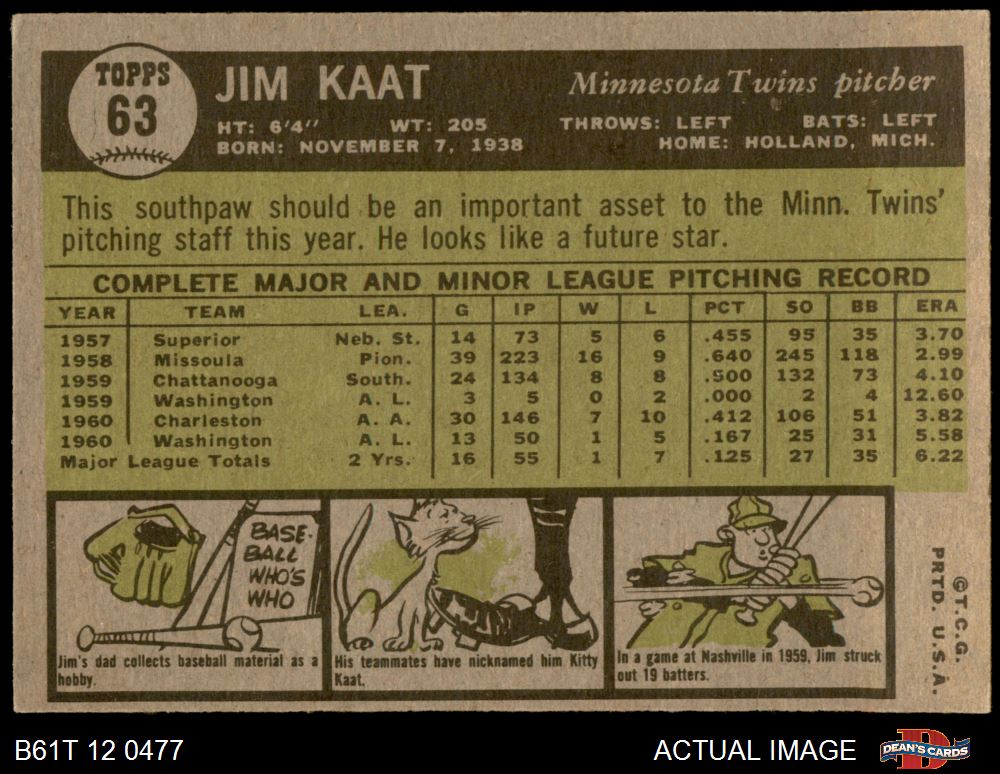 TOPPS
63
JIM KAAT
Minnesota Twins pitcher
HT: 6'4" WT: 205 THROWS: LEFT BATS: LEFT
BORN: NOVEMBER 7, 1938 HOME: HOLLAND, MICH.
This southpaw should be an important asset to the Minn. Twins'
pitching staff this year. He looks like a future star.
COMPLETE MAJOR AND MINOR LEAGUE PITCHING RECORD
YEAR TEAM LEA. G IP W L PCT SO BB ERA
1957 Superior Neb. St. 14 73 5 6 .455 95 35 3.70
1958 Missoula Pion. 39 223 16 9 .640 245 118 2.99
1959 Chattanooga South. 24 134 8 8 .500 132 73 4.10
1959 Washington A. L. 3 5 0 2 .000 2 4 12.60
1960 Charleston A. A. 30 146 7 10 .412 106 51 3.82
1960 Washington A. L. 13 50 1 5 .167 25 31 5.58
Major League Totals 2 Yrs. 16 55 1 7 .125 27 35 6.22
BASE-
BALL
WHO'S
WHO
Jim's dad collects baseball material as a
hobby.
His teammates have nicknamed him Kitty
Kaat.
In a game at Nashville in 1959, Jim struck
out 19 batters.
©T.C.G.
PRTD. U.S.A.
B61T 12 0477
ACTUAL IMAGE
D
DEAN'S CARDS